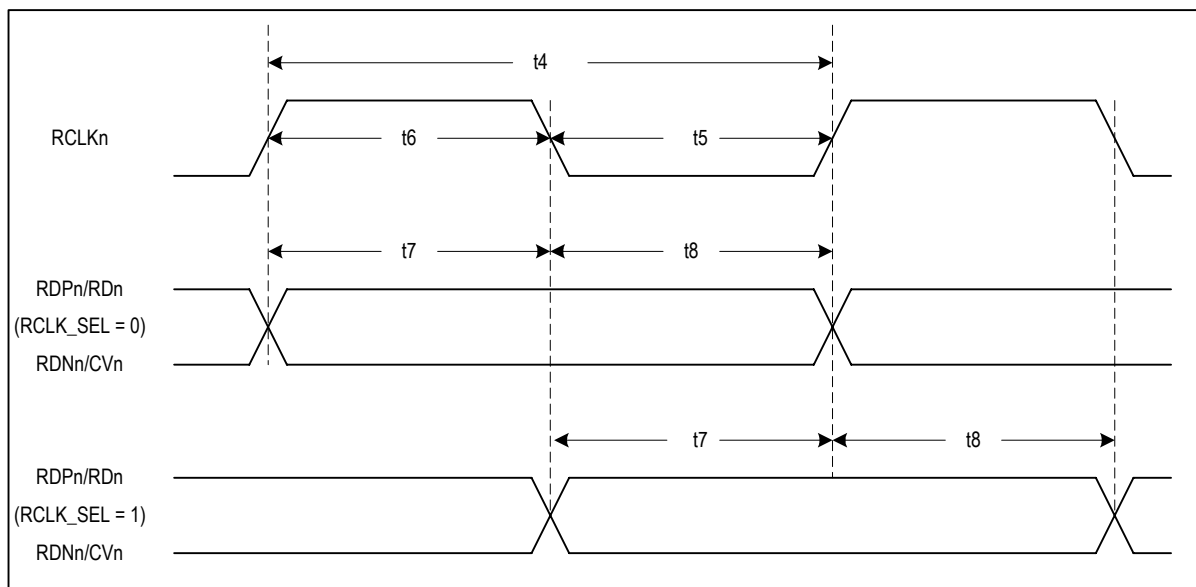 t4
RCLKn
t6
t5
t7
t8
RDPn/RDn
(RCLK_SEL = 0)
RDNn/CVn
t7
t8
RDPn/RDn
(RCLK_SEL = 1)
RDNn/CVn